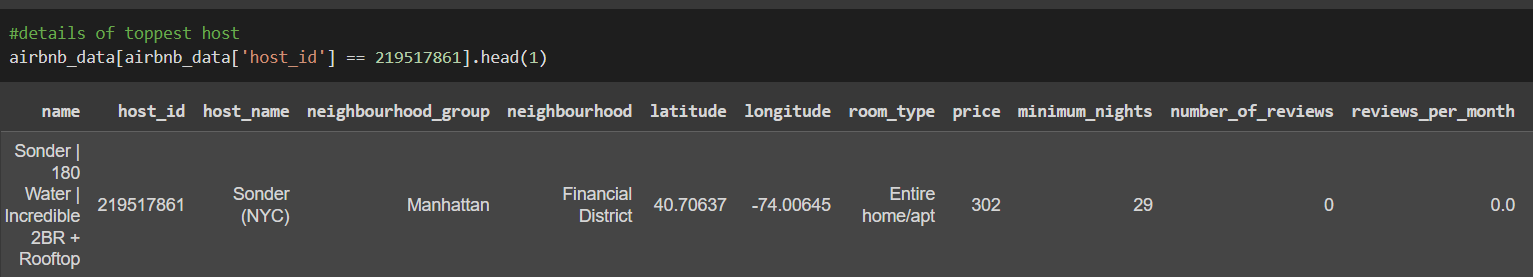 #details of toppest host
airbnb_data[airbnb_data['host_id'] == 219517861].head(1)
name host_id host_name neighbourhood_group neighbourhood latitude longitude room_type price minimum_nights number_of_reviews reviews_per_month
Sonder |
180
Water |
Incredible
2BR +
Rooftop
219517861
Sonder
(NYC)
Manhattan
Financial
District
40.70637
-74.00645
Entire
home/apt
302
29
0
0.0